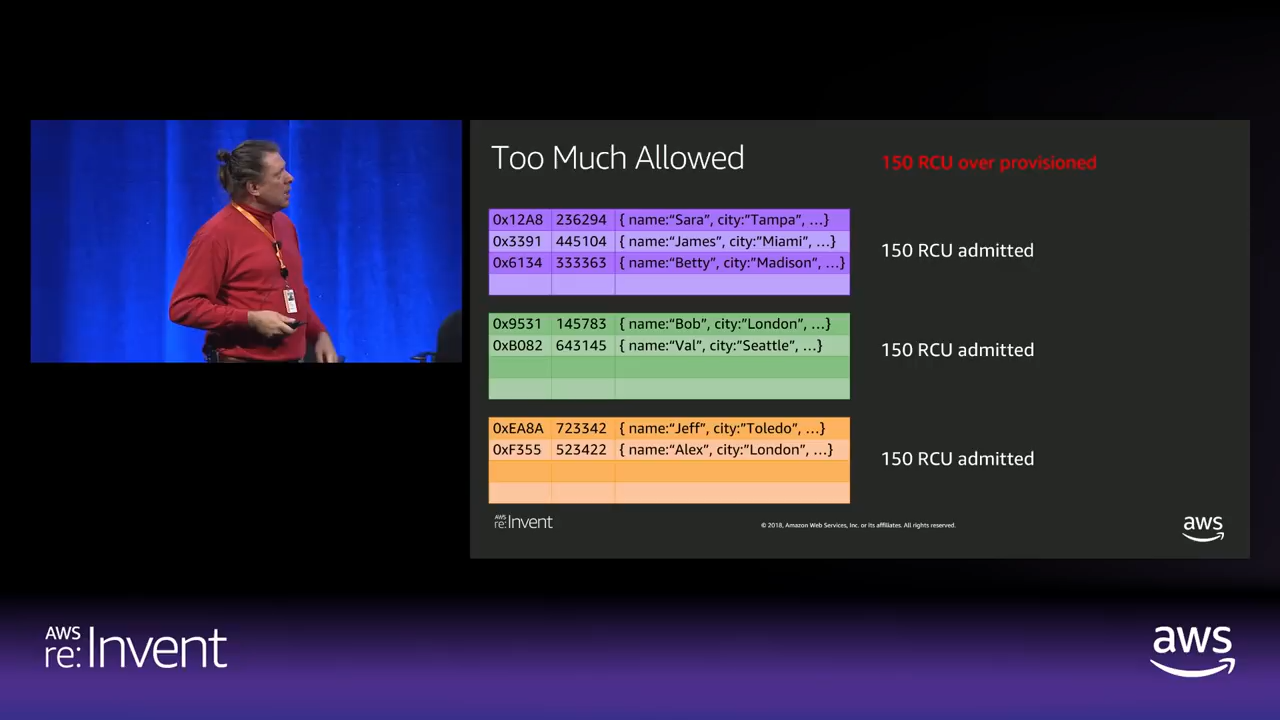 Too Much Allowed
150 RCU over provisioned
0x12A8 236294 { name:“Sara”, city:”Tampa”, ...}
0x3391 445104 { name:”James”, city:”Miami”, ...}
0x6134 333363 { name:”Betty”, city:”Madison”, ...}
150 RCU admitted
0x9531 145783 { name:”Bob”, city:”London”, ...}
0xB082 643145 { name:”Val”, city:”Seattle”, ...}
150 RCU admitted
0xEA8A 723342 { name:”Jeff”, city:”Toledo”, ...}
0xF355 523422 { name:”Alex”, city:”London”, ...}
150 RCU admitted
AWS
re:Invent
© 2018, Amazon Web Services, Inc. or its affiliates. All rights reserved.
aws
AWS
re:Invent
aws